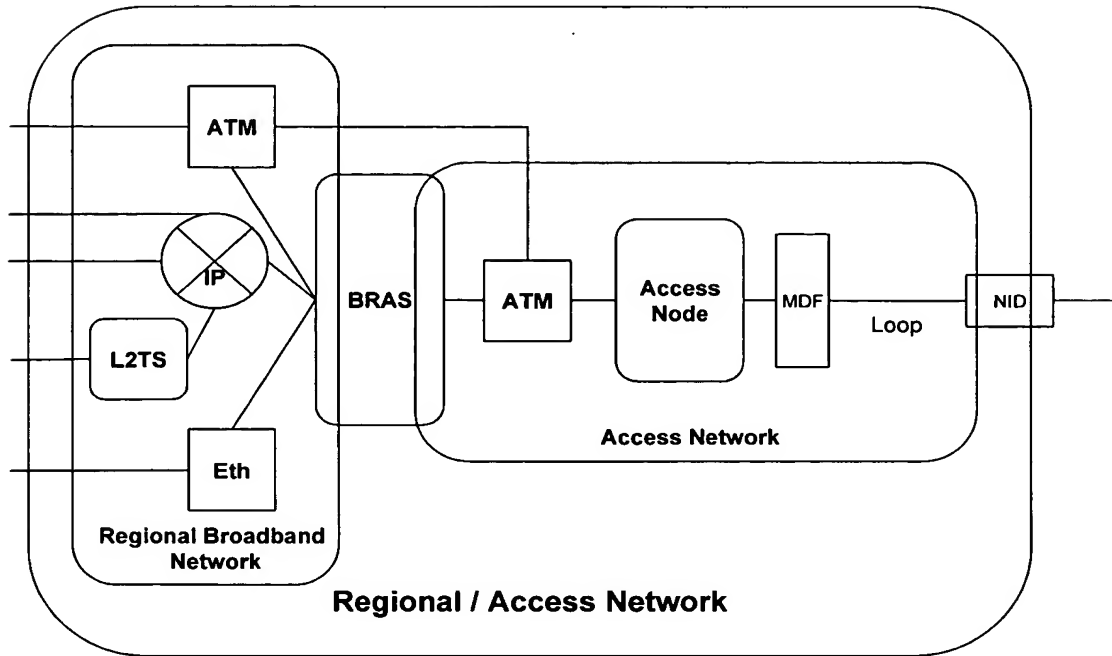 ATM
IP
L2TS
Eth
Regional Broadband
Network
BRAS
ATM
Access
Node
MDF
Loop
NID
Access Network
Regional / Access Network